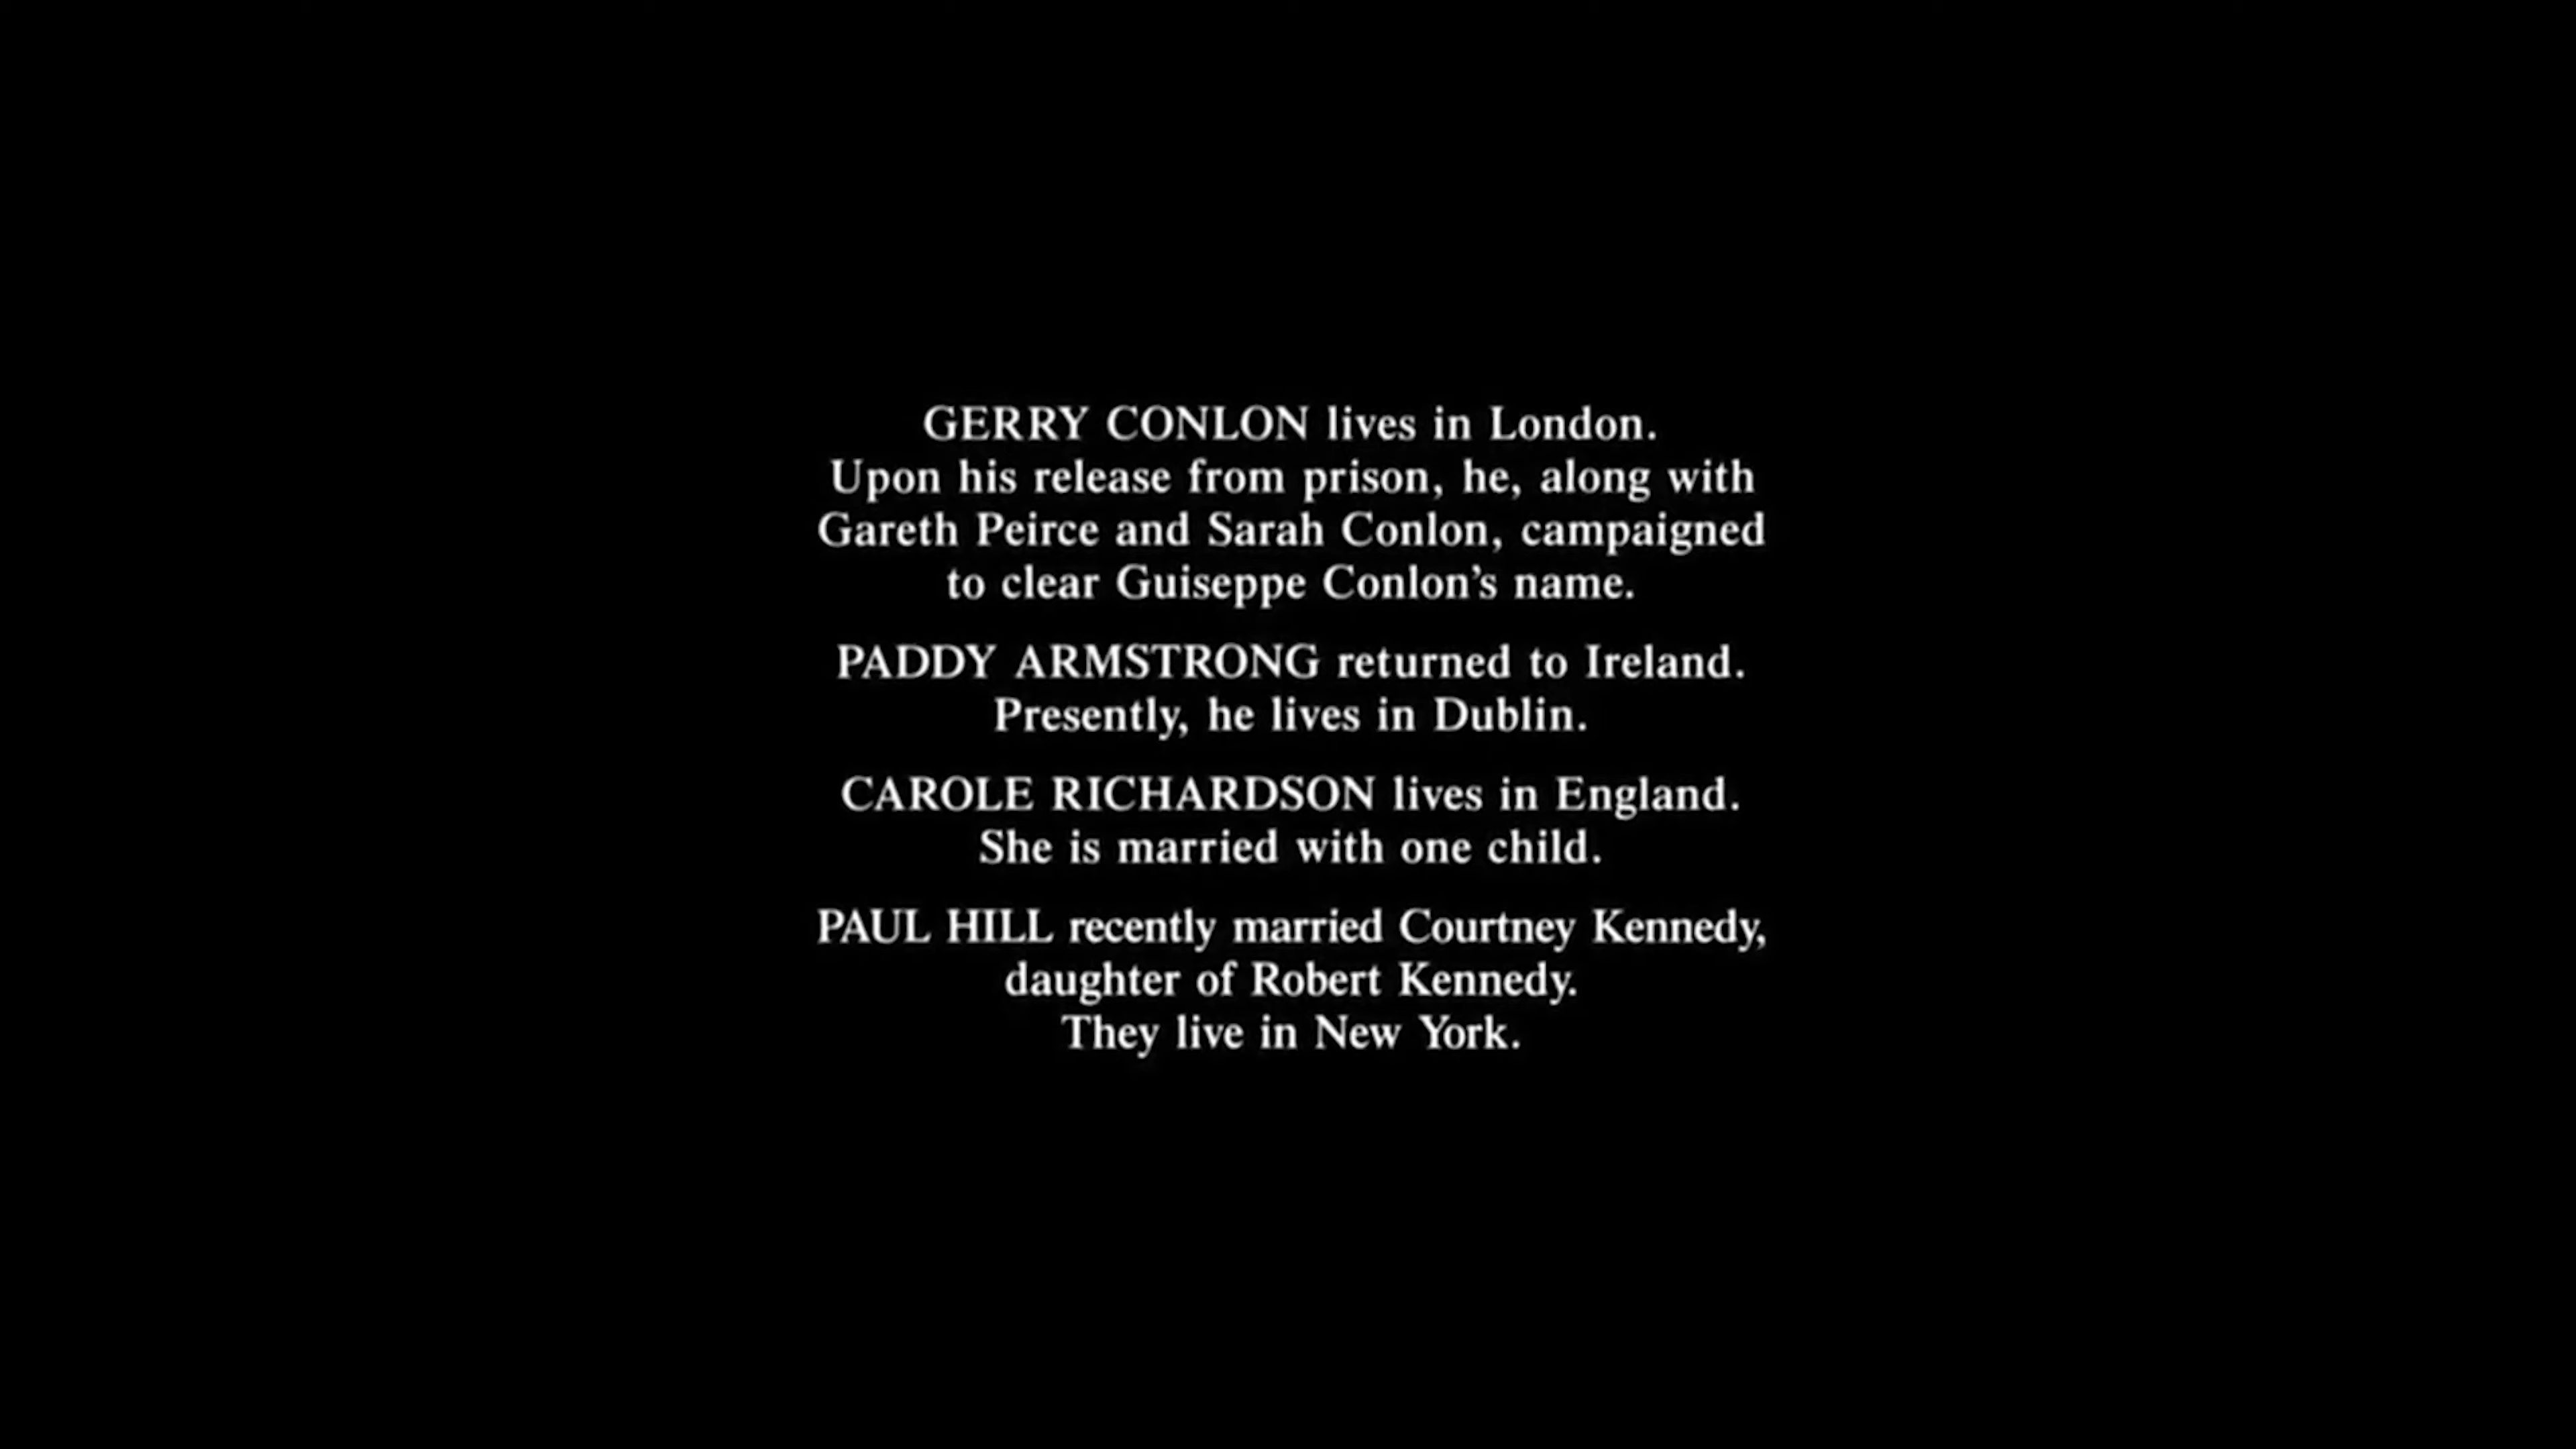 GERRY CONLON lives in London.
Upon his release from prison, he, along with
Gareth Peirce and Sarah Conlon, campaigned
to clear Guiseppe Conlon’s name.
PADDY ARMSTRONG returned to Ireland.
Presently, he lives in Dublin.
CAROLE RICHARDSON lives in England.
She is married with one child.
PAUL HILL recently married Courtney Kennedy,
daughter of Robert Kennedy.
They live in New York.